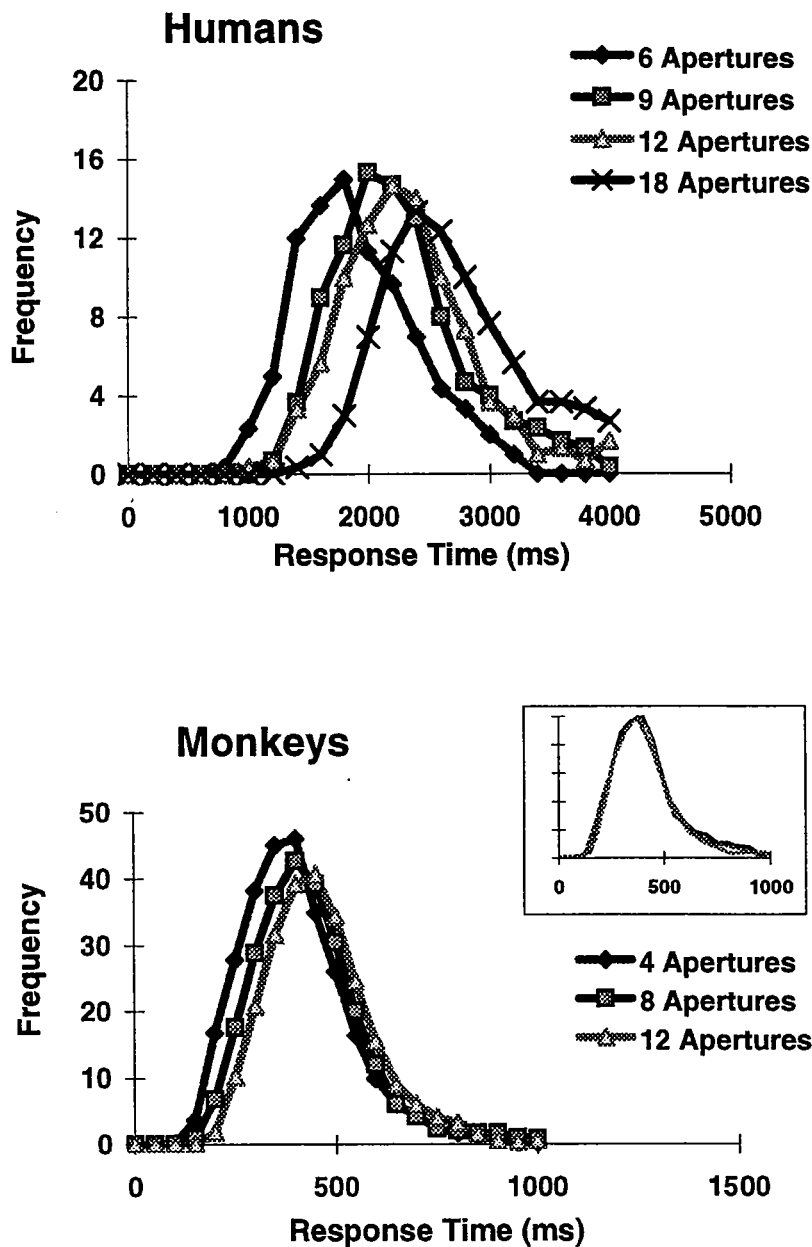 Humans
6 Apertures
9 Apertures
12 Apertures
18 Apertures
20
16
12
8
4
0
Frequency
0 1000 2000 3000 4000 5000
Response Time (ms)
Monkeys
0 500 1000
50
40
30
20
10
0
Frequency
4 Apertures
8 Apertures
12 Apertures
0 500 1000 1500
Response Time (ms)